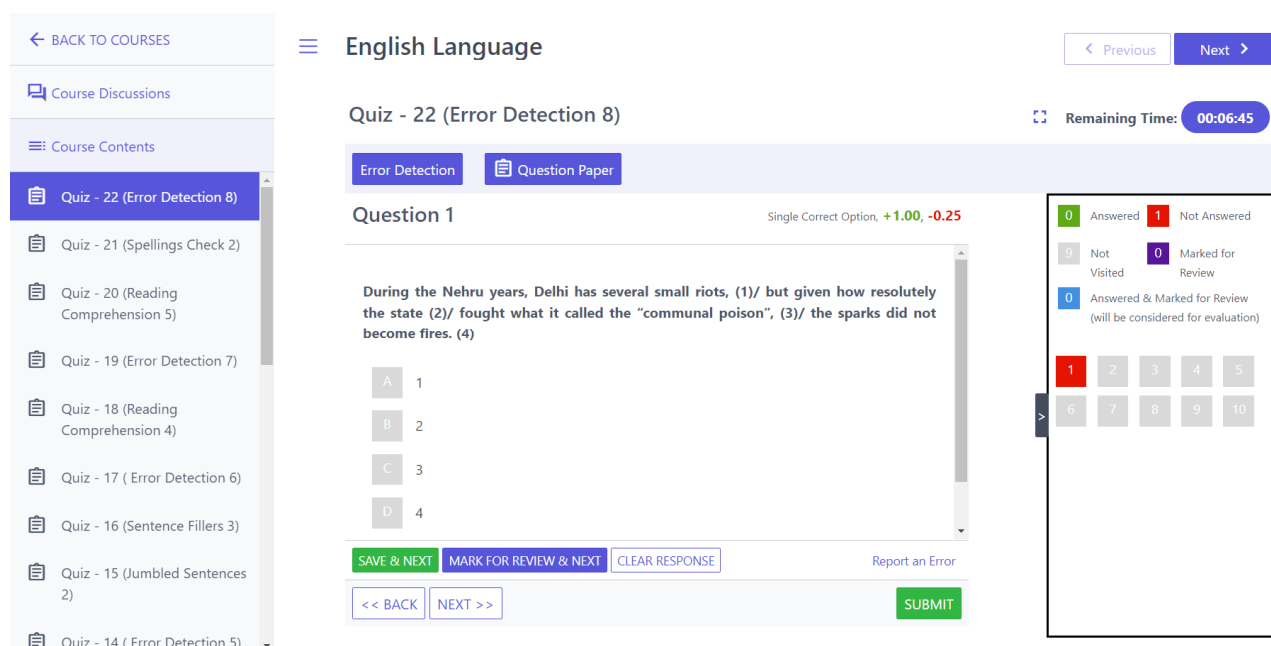 BACK TO COURSES
Course Discussions
Course Contents
Quiz - 22 (Error Detection 8)
Quiz - 21 (Spellings Check 2)
Quiz - 20 (Reading
Comprehension 5)
Quiz - 19 (Error Detection 7)
Quiz - 18 (Reading
Comprehension 4)
Quiz - 17 ( Error Detection 6)
Quiz - 16 (Sentence Fillers 3)
Quiz - 15 (Jumbled Sentences
2)
Quiz - 14 ( Error Detection 5)
English Language
Previous
Next
Quiz - 22 (Error Detection 8)
Remaining Time: 00:06:45
Error Detection
Question Paper
Question 1
Single Correct Option, +1.00, -0.25
During the Nehru years, Delhi has several small riots, (1)/ but given how resolutely
the state (2)/ fought what it called the “communal poison”, (3)/ the sparks did not
become fires. (4)
A 1
B 2
C 3
D 4
SAVE & NEXT MARK FOR REVIEW & NEXT CLEAR RESPONSE Report an Error
<< BACK NEXT >> SUBMIT
0 Answered 1 Not Answered
9 Not
Visited
0 Marked for
Review
0 Answered & Marked for Review
(will be considered for evaluation)
>
1 2 3 4 5
6 7 8 9 10